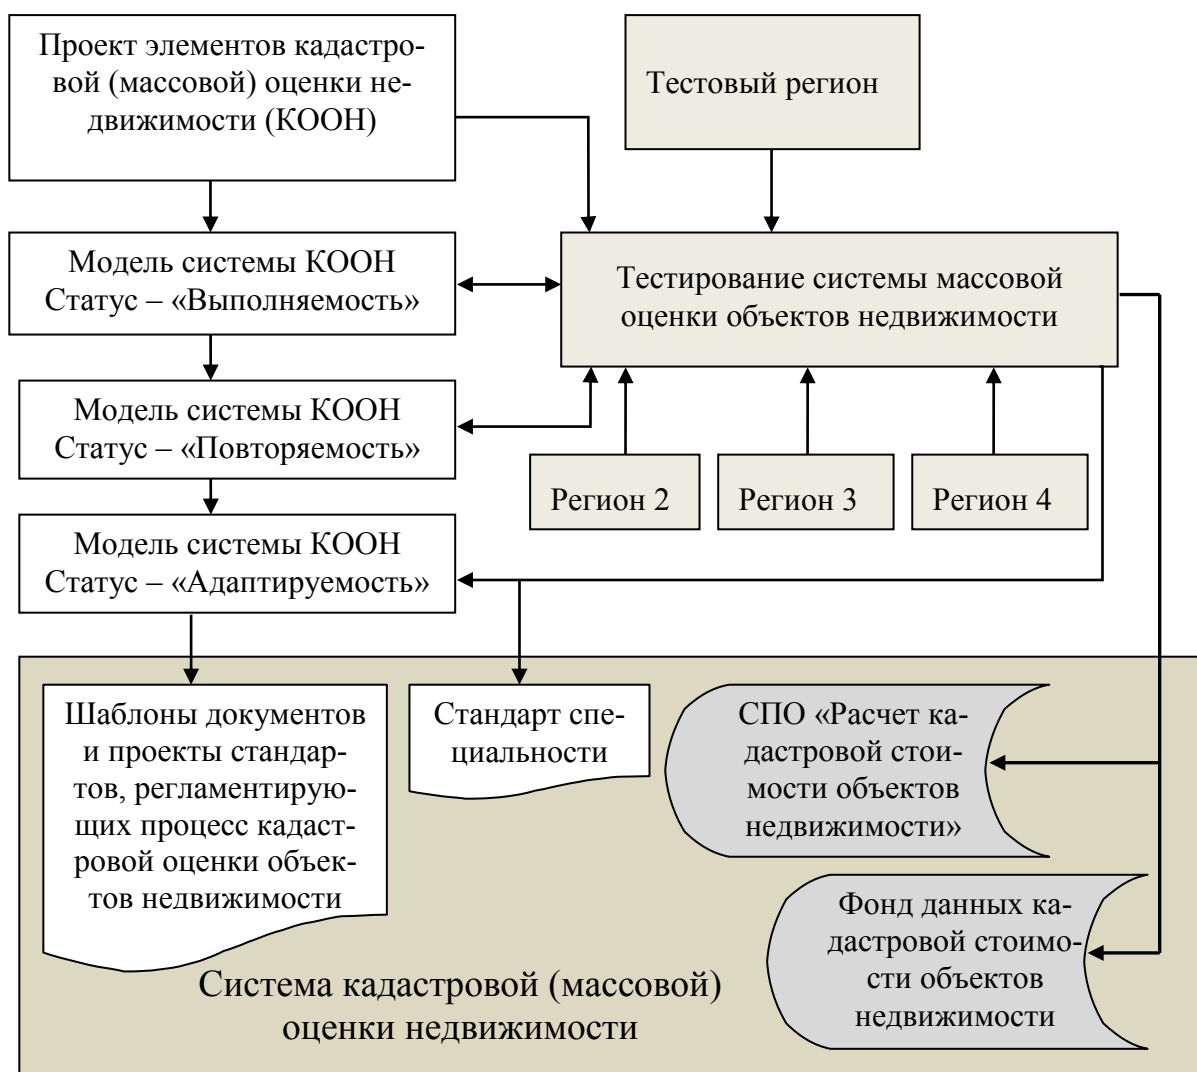 Проект элементов кадастро-
вой (массовой) оценки не-
движимости (КООН)
Тестовый регион
Модель системы КООН
Статус – «Выполняемость»
Тестирование системы массовой
оценки объектов недвижимости
Модель системы КООН
Статус – «Повторяемость»
Регион 2
Регион 3
Регион 4
Модель системы КООН
Статус – «Адаптируемость»
Шаблоны документов
и проекты стандар-
тов, регламентирую-
щих процесс кадаст-
ровой оценки объек-
тов недвижимости
Стандарт спе-
циальности
СПО «Расчет ка-
дастровой стои-
мости объектов
недвижимости»
Фонд данных ка-
дастровой стоимо-
сти объектов
недвижимости
Система кадастровой (массовой)
оценки недвижимости